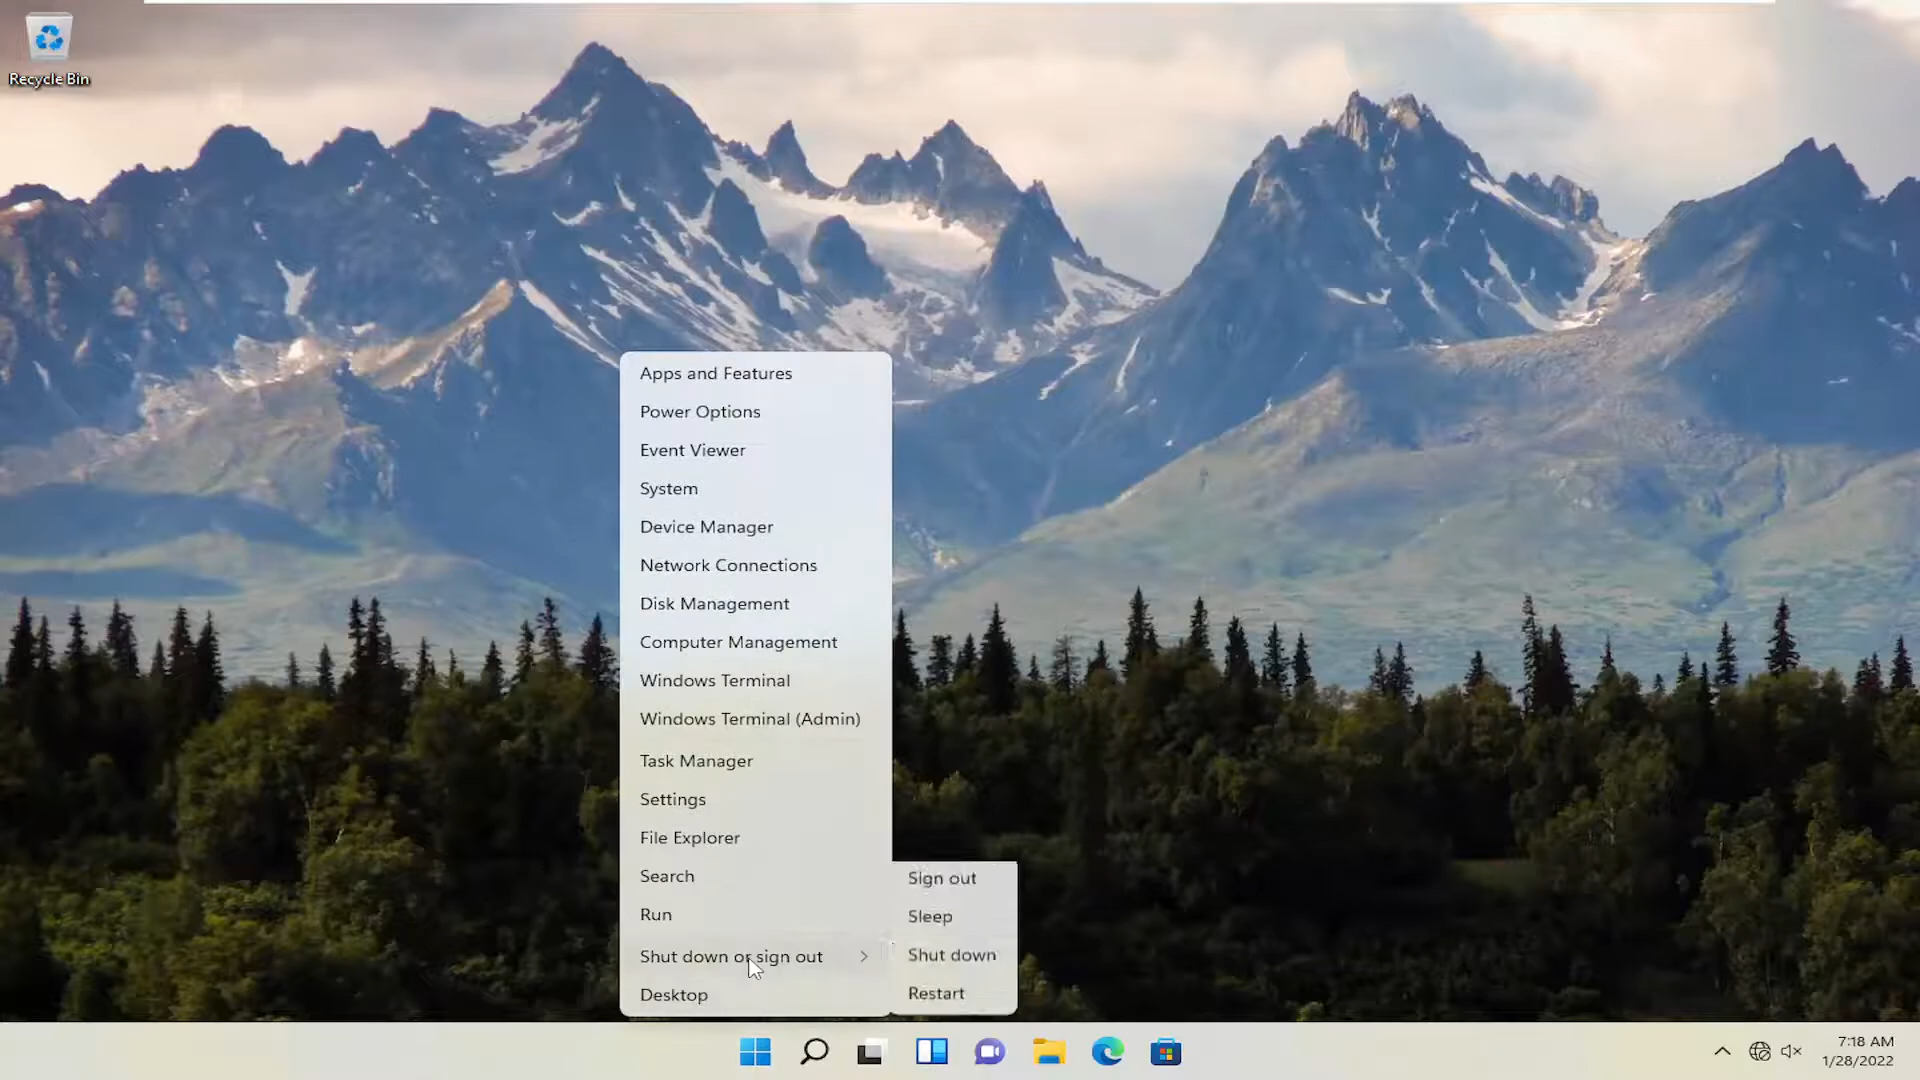 Recycle Bin
Apps and Features
Power Options
Event Viewer
System
Device Manager
Network Connections
Disk Management
Computer Management
Windows Terminal
Windows Terminal (Admin)
Task Manager
Settings
File Explorer
Search
Run
Shut down or sign out
Desktop
Sign out
Sleep
Shut down
Restart
7:18 AM
1/28/2022